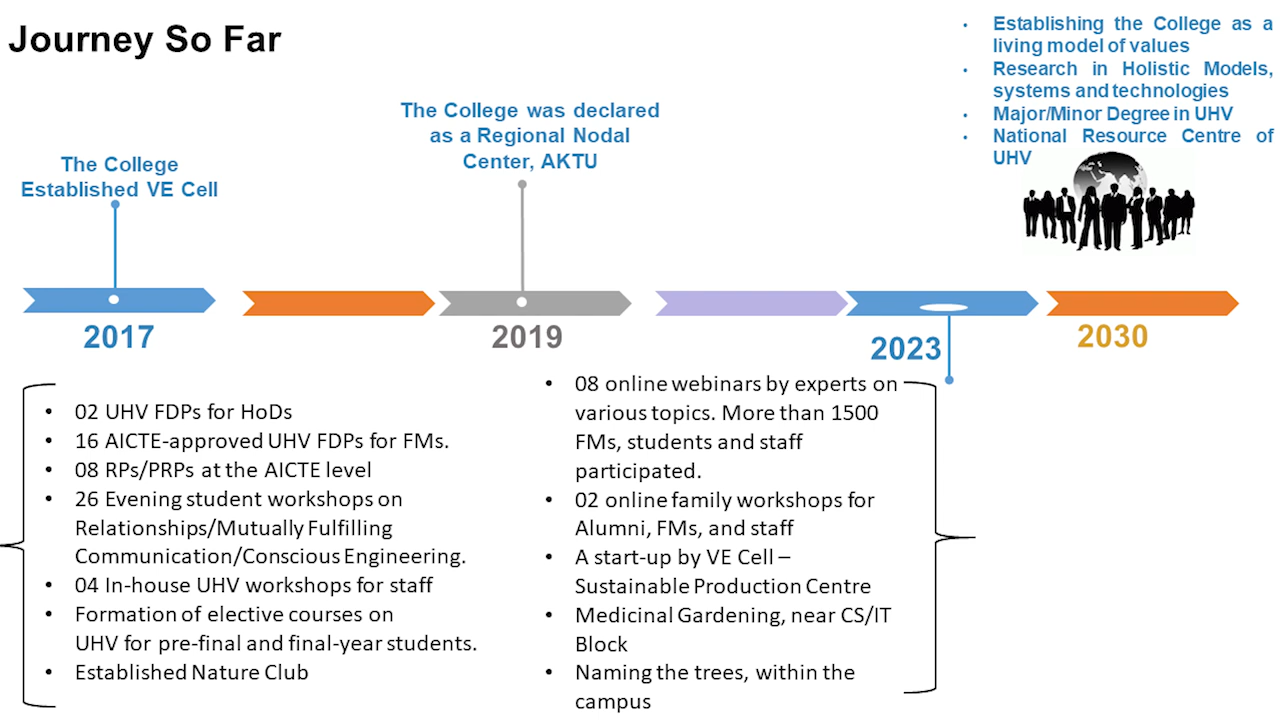 Journey So Far
The College
Established VE Cell
The College was declared
as a Regional Nodal
Center, AKTU
• Establishing the College as a
living model of values
• Research in Holistic Models,
systems and technologies
• Major/Minor Degree in UHV
• National Resource Centre of
UHV
2017
2019
2023
2030
• 02 UHV FDPs for HoDs
• 16 AICTE-approved UHV FDPs for FMs.
• 08 RPs/PRPs at the AICTE level
• 26 Evening student workshops on
Relationships/Mutually Fulfilling
Communication/Conscious Engineering.
• 04 In-house UHV workshops for staff
• Formation of elective courses on
UHV for pre-final and final-year students.
• Established Nature Club
• 08 online webinars by experts on
various topics. More than 1500
FMs, students and staff
participated.
• 02 online family workshops for
Alumni, FMs, and staff
• A start-up by VE Cell –
Sustainable Production Centre
• Medicinal Gardening, near CS/IT
Block
• Naming the trees, within the
campus